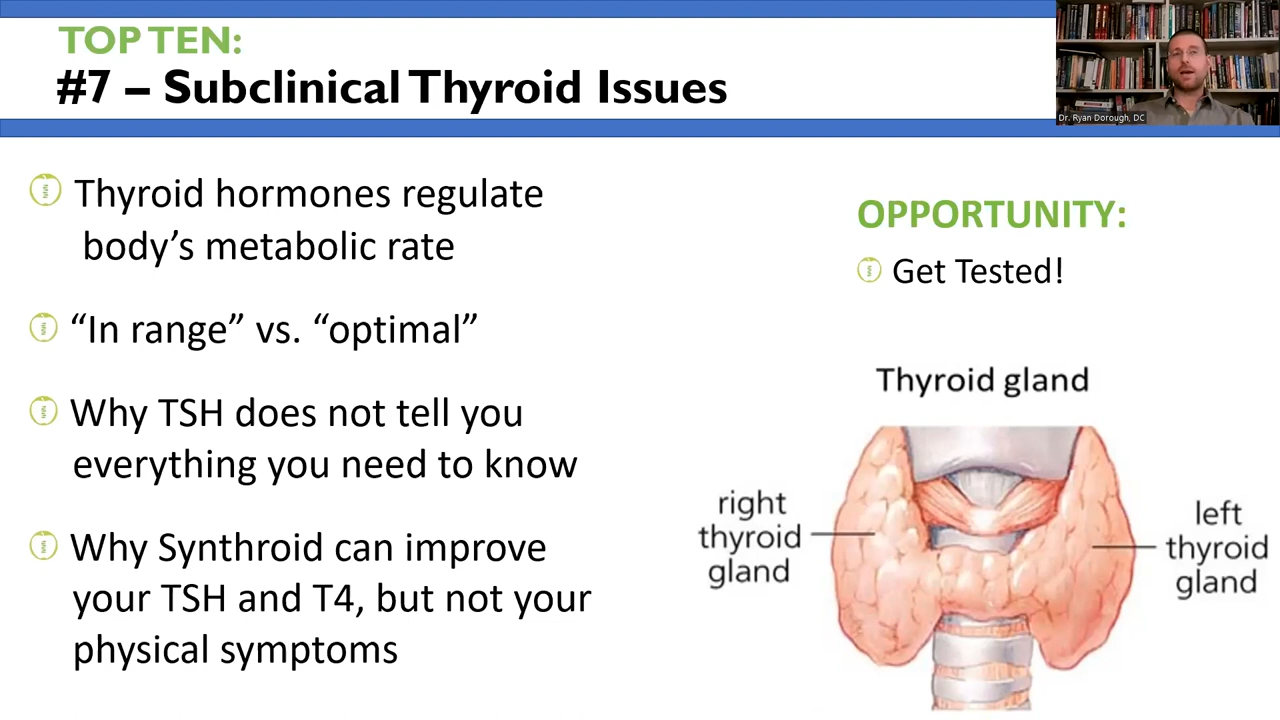 TOP TEN:
#7 – Subclinical Thyroid Issues
Dr. Ryan Dorough, DC
Thyroid hormones regulate
body’s metabolic rate
“In range” vs. “optimal”
Why TSH does not tell you
everything you need to know
Why Synthroid can improve
your TSH and T4, but not your
physical symptoms
OPPORTUNITY:
Get Tested!
Thyroid gland
right
thyroid
gland
left
thyroid
gland